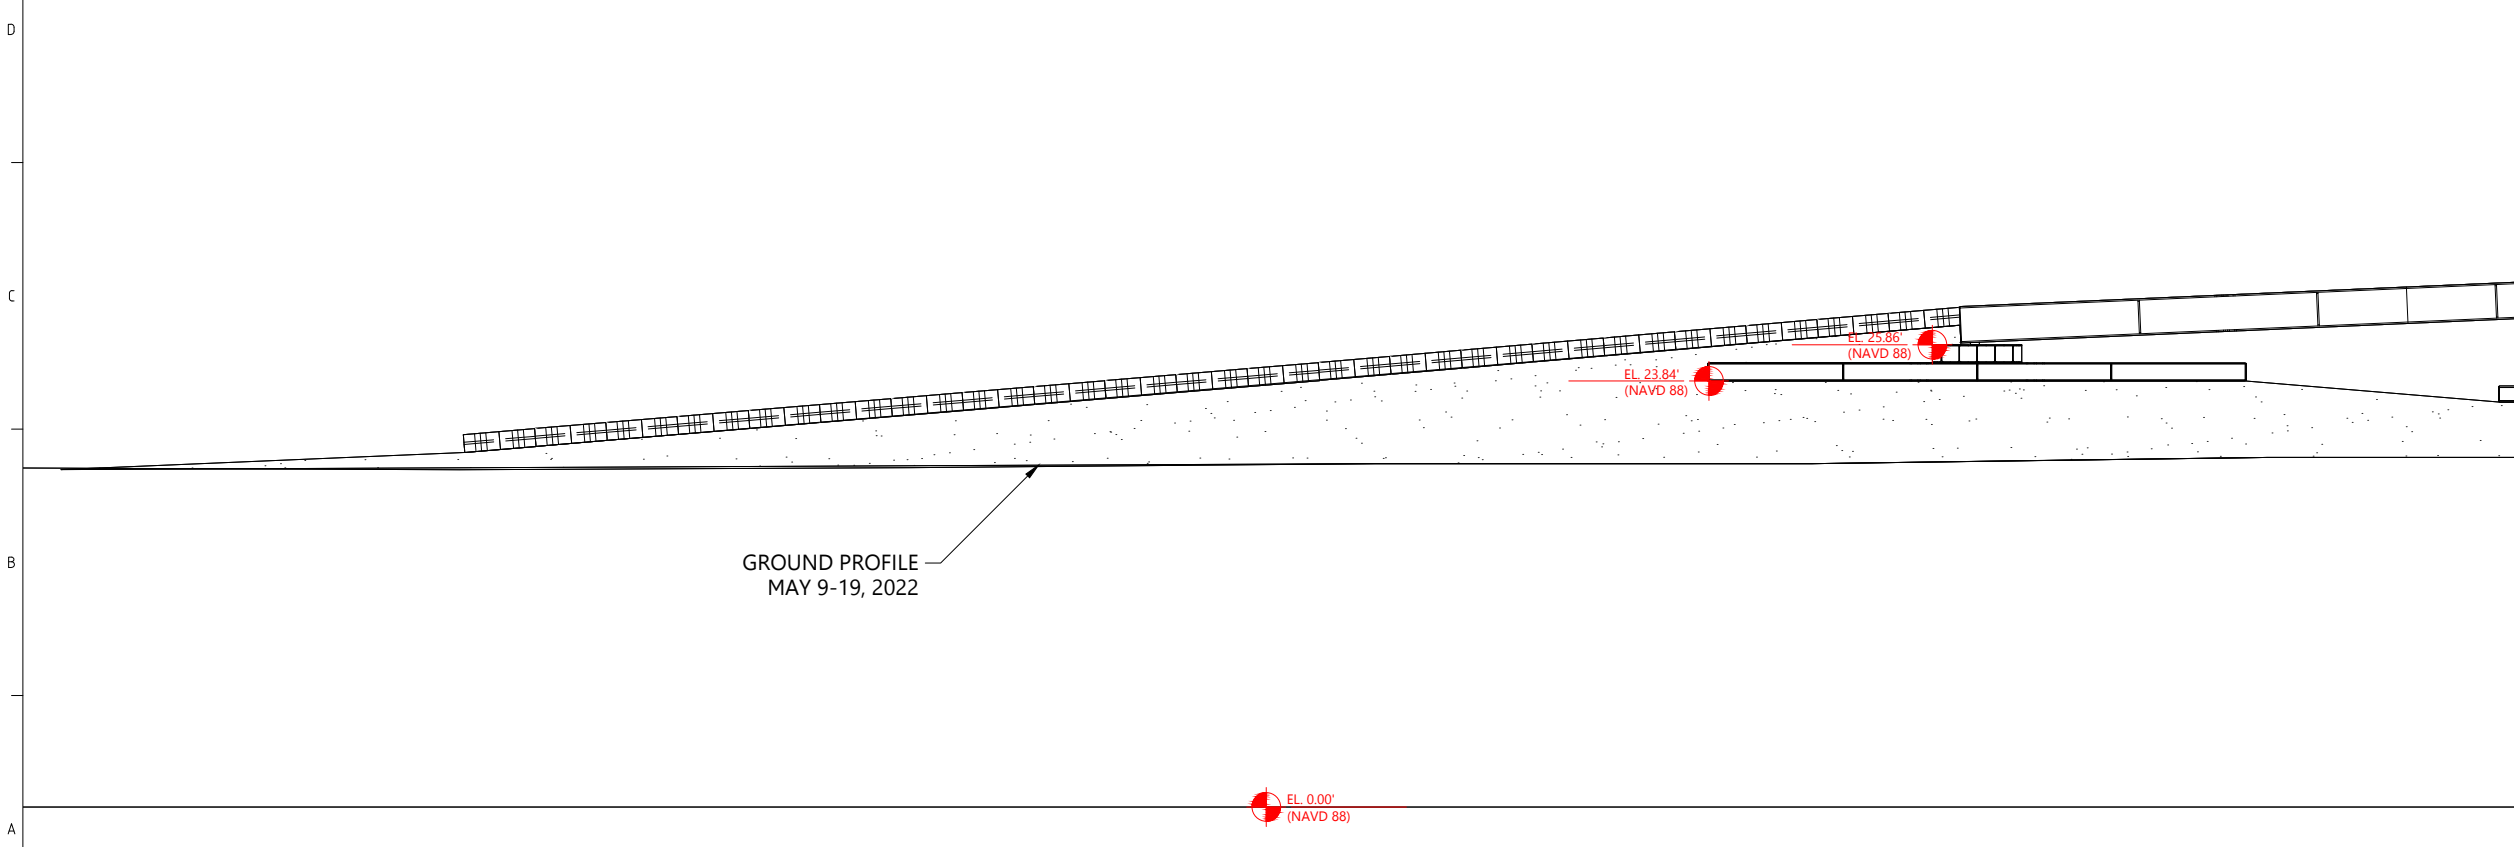 D
C
EL. 25.86'
(NAVD 88)
EL. 23.84'
(NAVD 88)
B
GROUND PROFILE
MAY 9-19, 2022
EL. 0.00'
(NAVD 88)
A